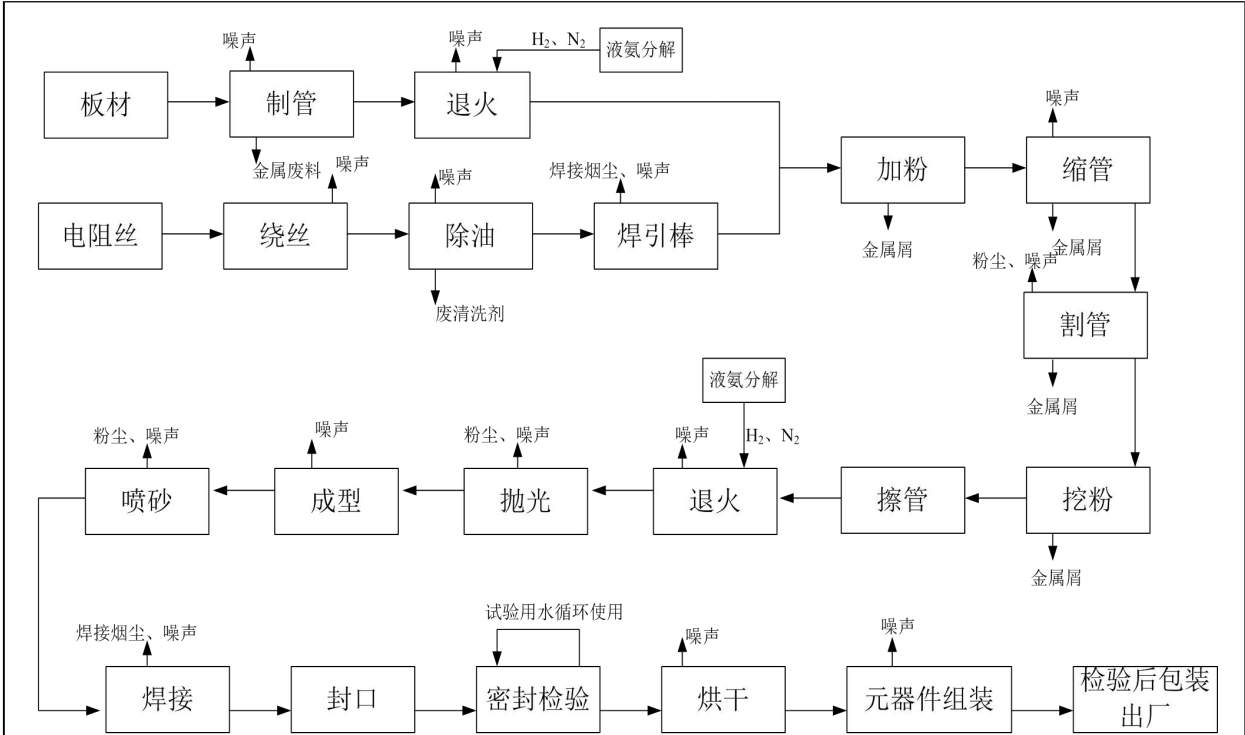 噪声
噪声
H₂、N₂
液氨分解
板材
制管
退火
噪声
金属废料
噪声
噪声
焊接烟尘、噪声
加粉
缩管
电阻丝
绕丝
除油
焊引棒
金属屑
金属屑
粉尘、噪声
废清洗剂
割管
液氨分解
金属屑
粉尘、噪声
噪声
粉尘、噪声
噪声
H₂、N₂
喷砂
成型
抛光
退火
擦管
挖粉
金属屑
试验用水循环使用
焊接烟尘、噪声
噪声
噪声
焊接
封口
密封检验
烘干
元器件组装
检验后包装
出厂